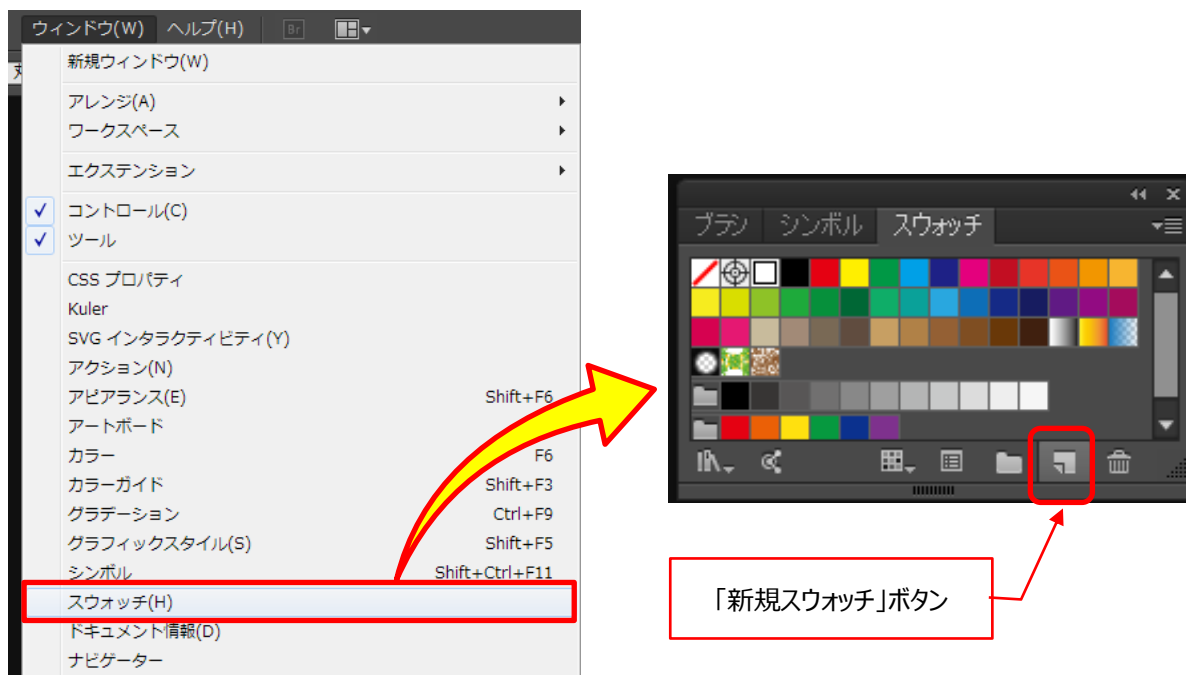 ウィンドウ(W) ヘルプ(H) Br
新規ウィンドウ(W)
アレンジ(A)
ワークスペース
エクステンション
コントロール(C)
ツール
CSS プロパティ
Kuler
SVG インタラクティビティ(Y)
アクション(N)
アピアランス(E) Shift+F6
アートボード
カラー F6
カラーガイド Shift+F3
グラデーション Ctrl+F9
グラフィックスタイル(S) Shift+F5
シンボル Shift+Ctrl+F11
スウォッチ(H)
ドキュメント情報(D)
ナビゲーター
ブラシ シンボル スウォッチ
「新規スウォッチ」ボタン